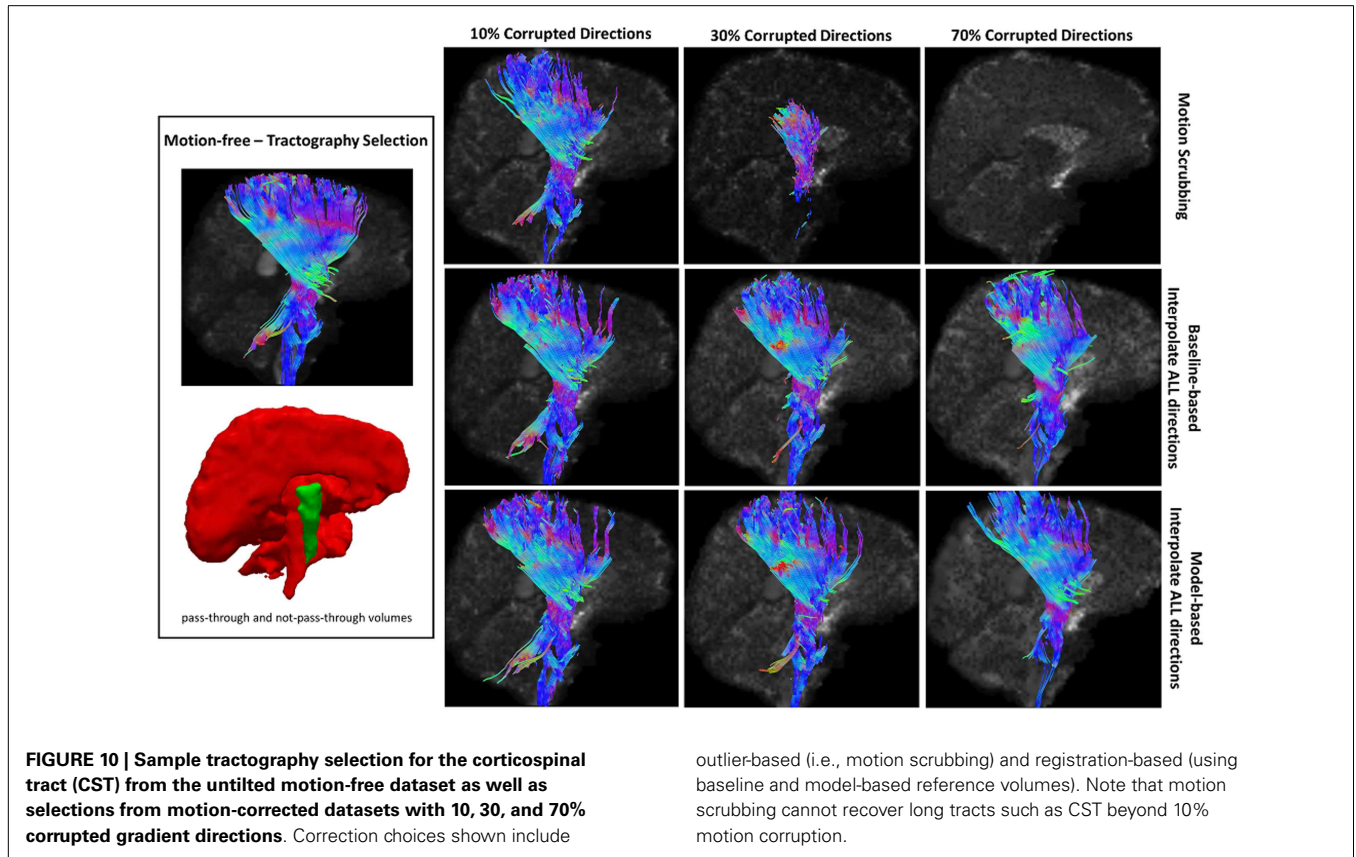 10% Corrupted Directions
30% Corrupted Directions
70% Corrupted Directions
Motion-free – Tractography Selection
pass-through and not-pass-through volumes
Motion Scrubbing
Baseline-based
Interpolate ALL directions
Model-based
Interpolate ALL directions
FIGURE 10 | Sample tractography selection for the corticospinal
tract (CST) from the untilted motion-free dataset as well as
selections from motion-corrected datasets with 10, 30, and 70%
corrupted gradient directions. Correction choices shown include
outlier-based (i.e., motion scrubbing) and registration-based (using
baseline and model-based reference volumes). Note that motion
scrubbing cannot recover long tracts such as CST beyond 10%
motion corruption.